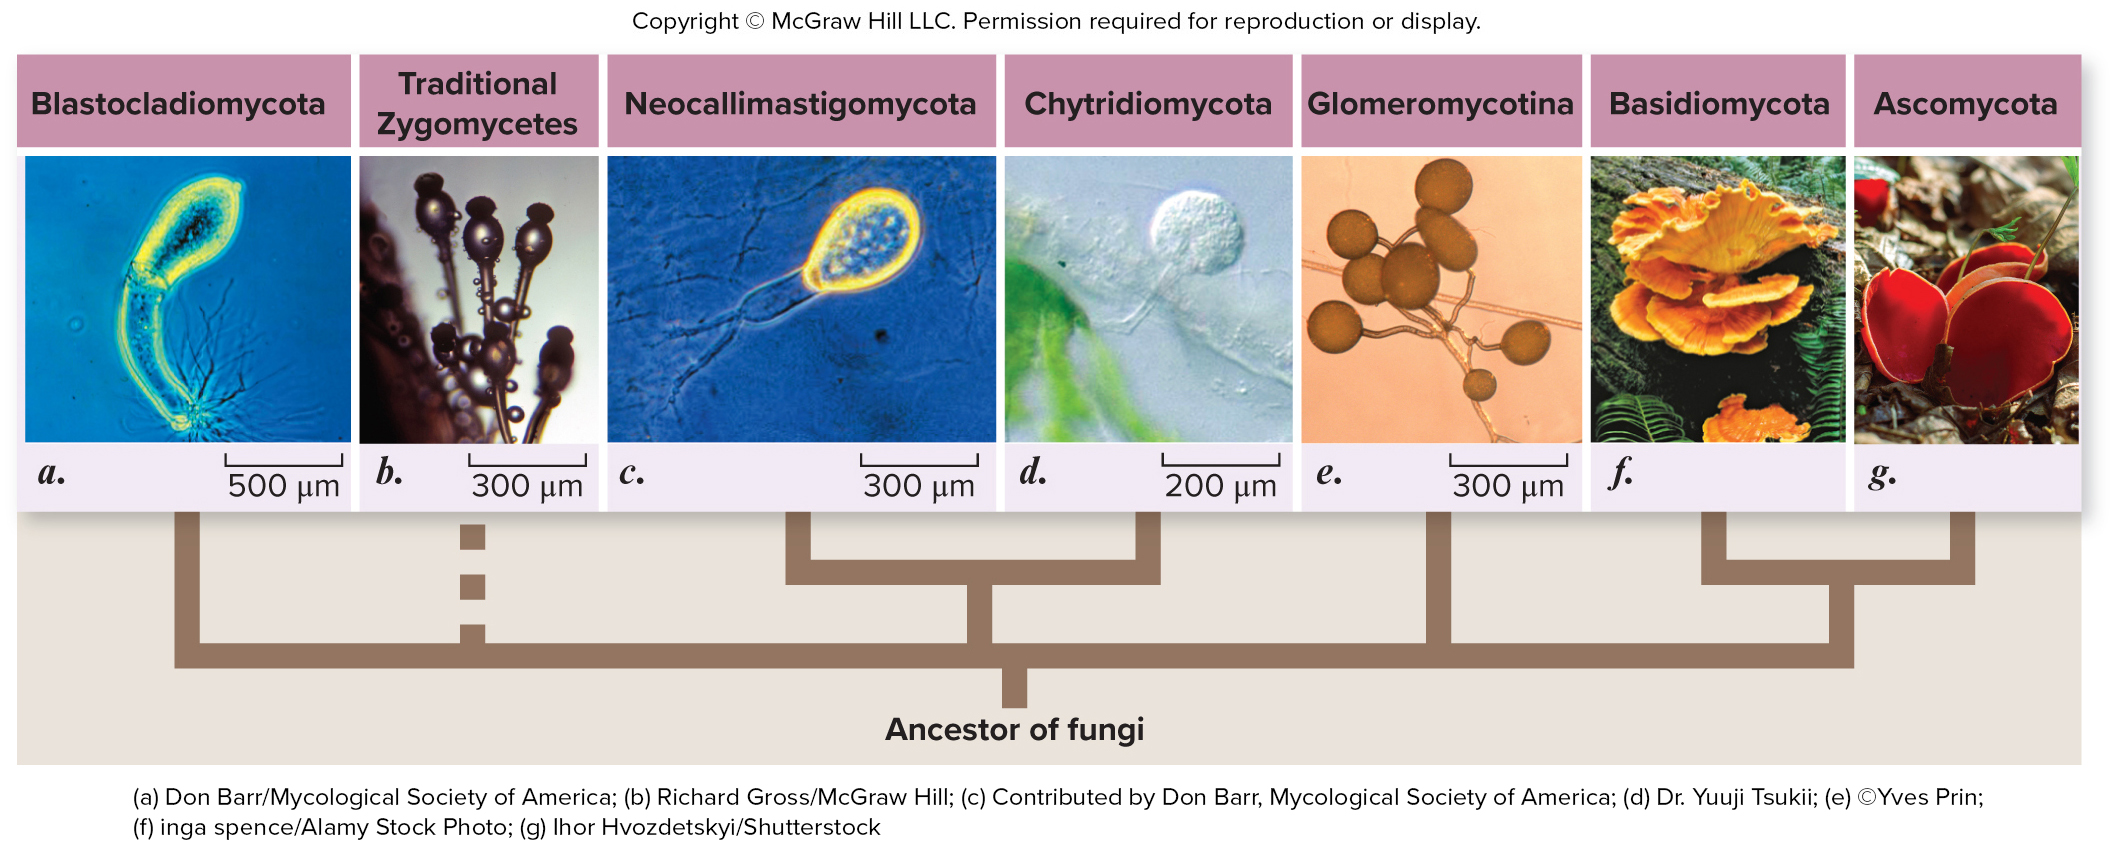 Copyright © McGraw Hill LLC. Permission required for reproduction or display.
Blastocladiomycota
Traditional
Zygomycetes
Neocallimastigomycota
Chytridiomycota
Glomeromycotina
Basidiomycota
Ascomycota
a.
500 μm
b.
300 μm
c.
300 μm
d.
200 μm
e.
300 μm
f.
g.
Ancestor of fungi
(a) Don Barr/Mycological Society of America; (b) Richard Gross/McGraw Hill; (c) Contributed by Don Barr, Mycological Society of America; (d) Dr. Yuuji Tsukii; (e) ©Yves Prin;
(f) inga spence/Alamy Stock Photo; (g) Ihor Hvozdetskyi/Shutterstock